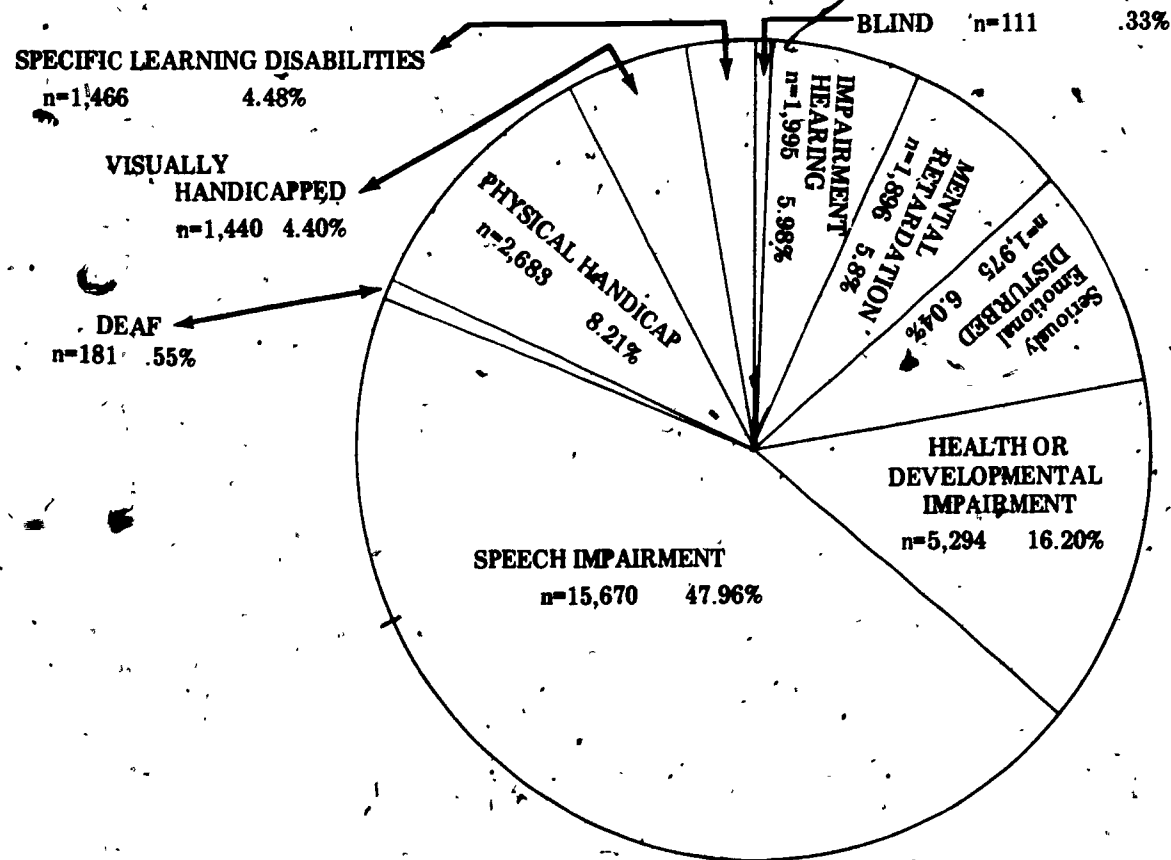 BLIND n=111 .33%
SPECIFIC LEARNING DISABILITIES
n=1,466 4.48%
VISUALLY
HANDICAPPED
n=1,440 4.40%
DEAF
n=181 .55%
PHYSICAL HANDICAP
n=2,683
8.21%
IMPAIRMENT
HEARING
n=1,995 5.98%
MENTAL
RETARDATION
n=1,896 5.8%
Seriously
Emotional
DISTURBED
n=1,975 6.04%
HEALTH OR
DEVELOPMENTAL
IMPAIRMENT
n=5,294 16.20%
SPEECH IMPAIRMENT
n=15,670 47.96%